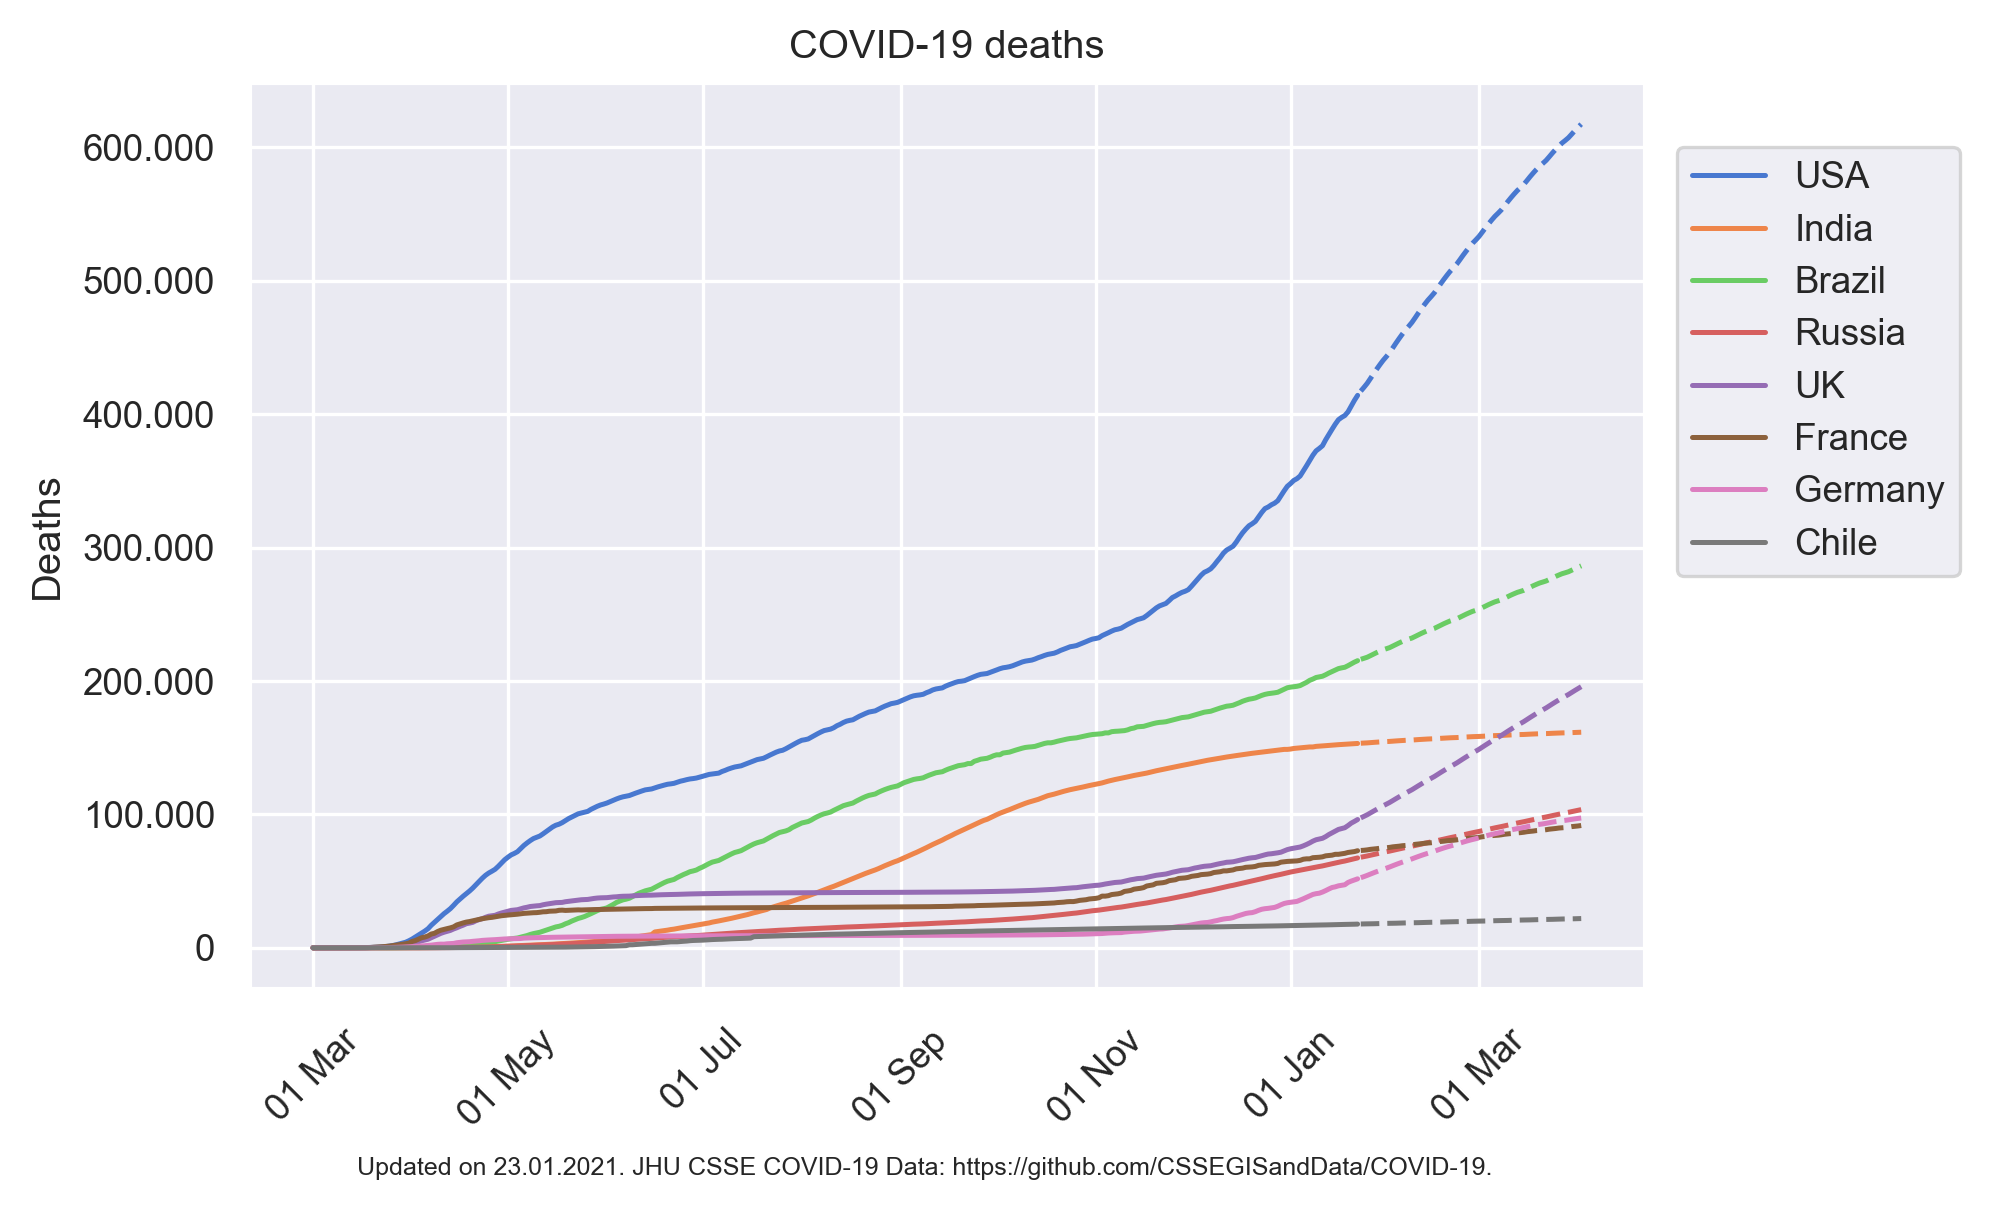 COVID-19 deaths
600.000
500.000
400.000
300.000
200.000
100.000
0
Deaths
01 Mar
01 May
01 Jul
01 Sep
01 Nov
01 Jan
01 Mar
USA
India
Brazil
Russia
UK
France
Germany
Chile
Updated on 23.01.2021. JHU CSSE COVID-19 Data: https://github.com/CSSEGISandData/COVID-19.